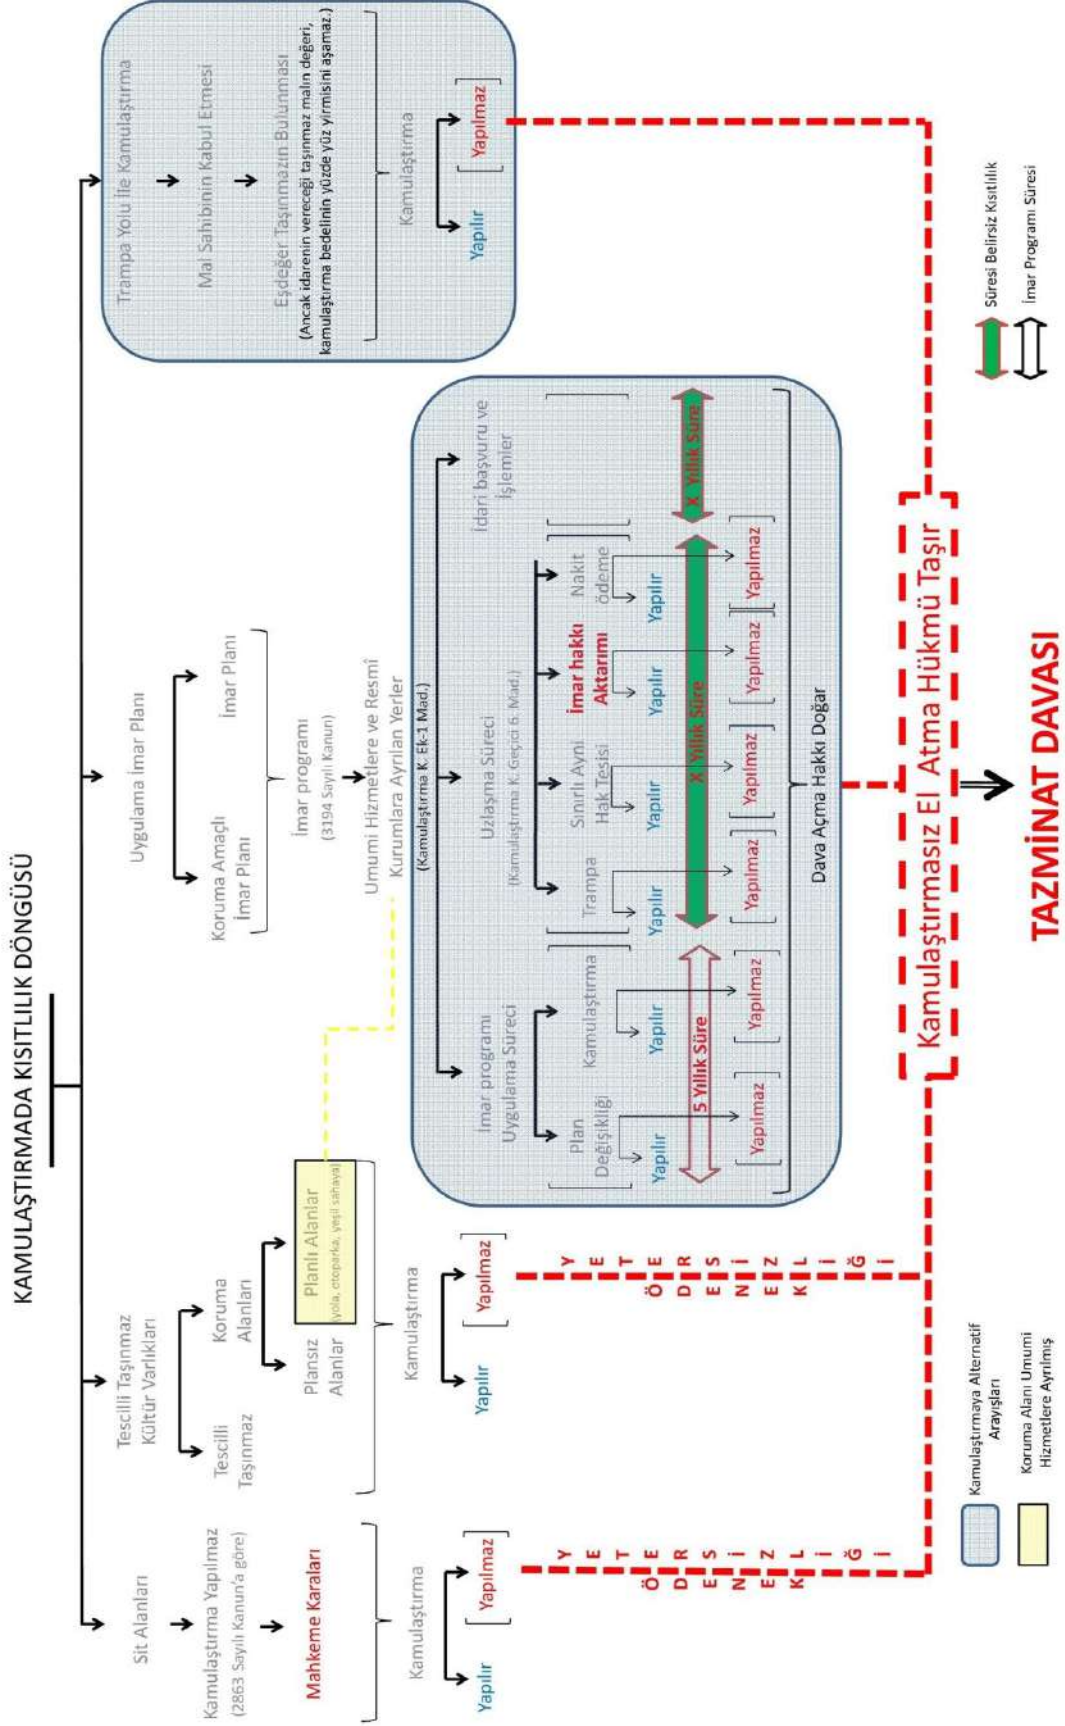 KAMULAŞTIRMADA KISITLILIK DÖNGÜSÜ
Sit Alanları
Kamulaştırma Yapılmaz
(2863 Sayılı Kanun'a göre)
Mahkeme Karaları
Kamulaştırma
Yapılır
Yapılmaz
ÖDENEK
YETERSİZLİĞİ
Tescilli Taşınmaz
Kültür Varlıkları
Tescilli
Taşınmaz
Koruma
Alanları
Plansız
Alanlar
Planlı Alanlar
(yola, otoparka, yeşil sahaya)
Kamulaştırma
Yapılır
Yapılmaz
ÖDENEK
YETERSİZLİĞİ
Uygulama İmar Planı
Koruma Amaçlı
İmar Planı
İmar Planı
İmar programı
(3194 Sayılı Kanun)
Umumi Hizmetlere ve Resmî
Kurumlara Ayrılan Yerler
(Kamulaştırma K. Ek-1 Mad.)
İmar programı
Uygulama Süreci
Plan
Değişikliği
Kamulaştırma
Yapılır
Yapılır
5 Yıllık Süre
Yapılmaz
Yapılmaz
Uzlaşma Süreci
(Kamulaştırma K. Geçici 6. Mad.)
Trampa
Sınırlı Ayni
Hak Tesisi
İmar hakkı
Aktarımı
Nakit
ödeme
Yapılır
Yapılır
Yapılır
Yapılır
X Yıllık Süre
Yapılmaz
Yapılmaz
Yapılmaz
Yapılmaz
İdari başvuru ve
İşlemler
X Yıllık Süre
Dava Açma Hakkı Doğar
Trampa Yolu İle Kamulaştırma
Mal Sahibinin Kabul Etmesi
Eşdeğer Taşınmazın Bulunması
(Ancak idarenin vereceği taşınmaz malın değeri,
kamulaştırma bedelinin yüzde yüz yirmisini aşamaz.)
Kamulaştırma
Yapılır
Yapılmaz
Kamulaştırmasız El Atma Hükmü Taşır
TAZMİNAT DAVASI
Kamulaştırmaya Alternatif
Arayışları
Koruma Alanı Umumi
Hizmetlere Ayrılmış
Süresi Belirsiz Kısıtlılık
İmar Programı Süresi